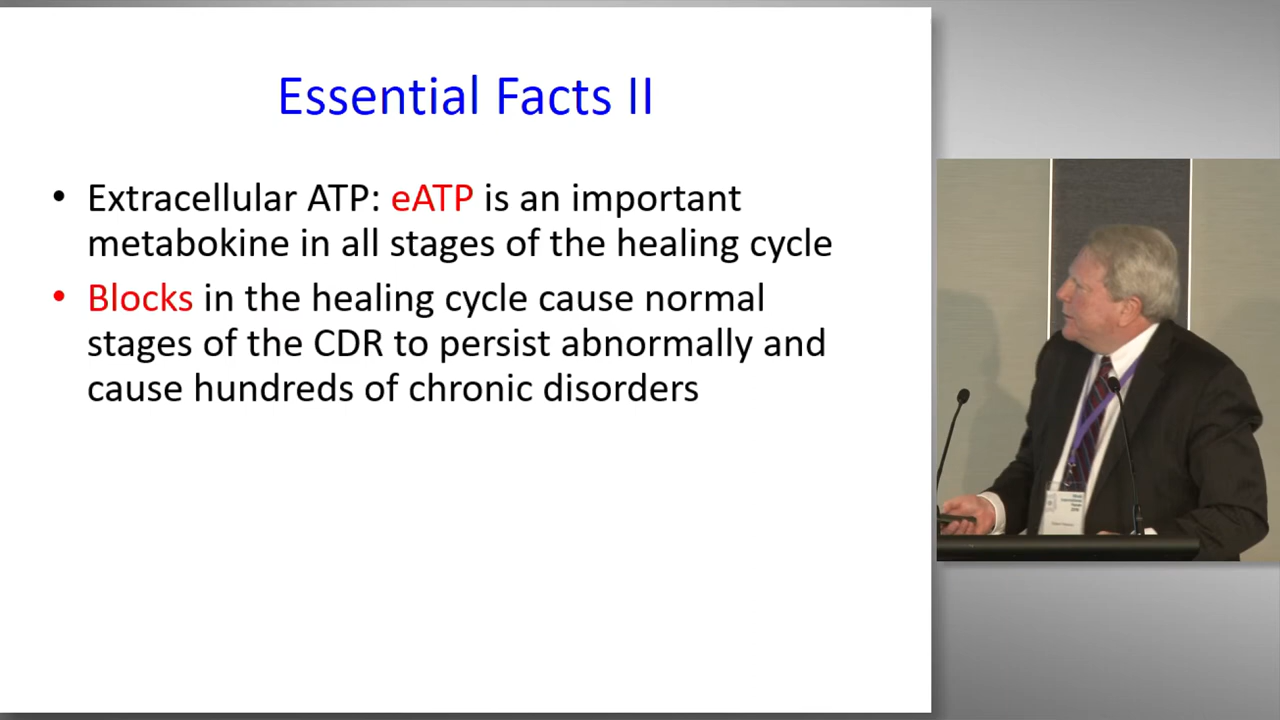 Essential Facts II
• Extracellular ATP: eATP is an important
metabokine in all stages of the healing cycle
• Blocks in the healing cycle cause normal
stages of the CDR to persist abnormally and
cause hundreds of chronic disorders